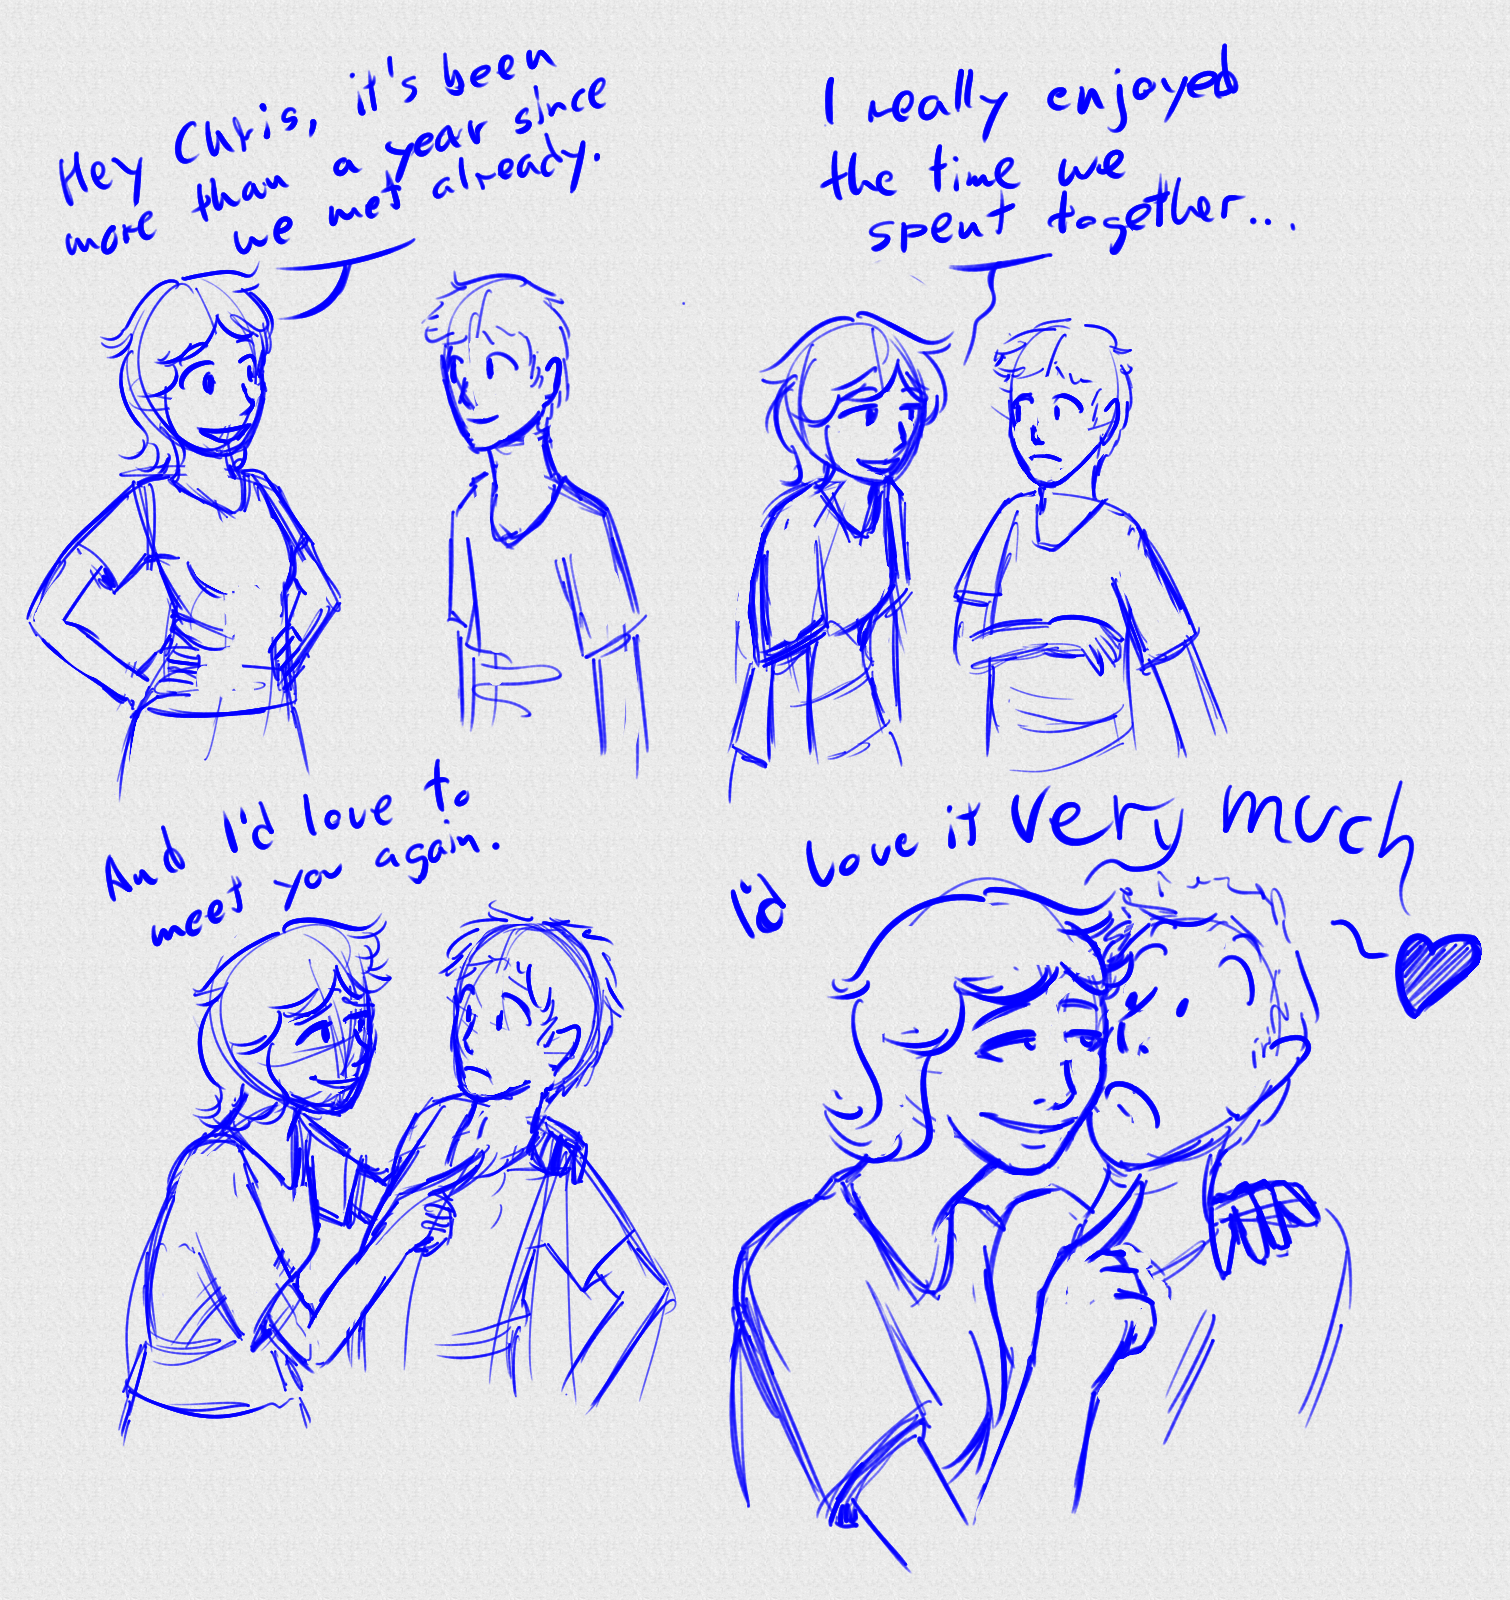 Hey Chris, it's been
more than a year since
we met already.
I really enjoyed
the time we
spent together...
And I'd love to
meet you again.
I'd love it very much